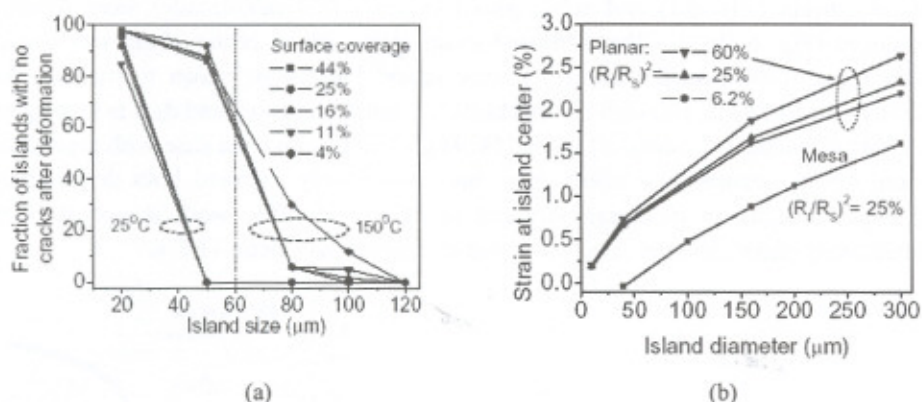 100
80
60
40
20
0
Fraction of islands with no
cracks after deformation
Surface coverage
44%
25%
16%
11%
4%
25°C
150°C
20 40 60 80 100 120
Island size (μm)
(a)
3.0
2.5
2.0
1.5
1.0
0.5
0.0
Strain at island center (%)
Planar:
(Rᵢ/Rₛ)²=
60%
25%
6.2%
Mesa
(Rᵢ/Rₛ)²= 25%
0 50 100 150 200 250 300
Island diameter (μm)
(b)